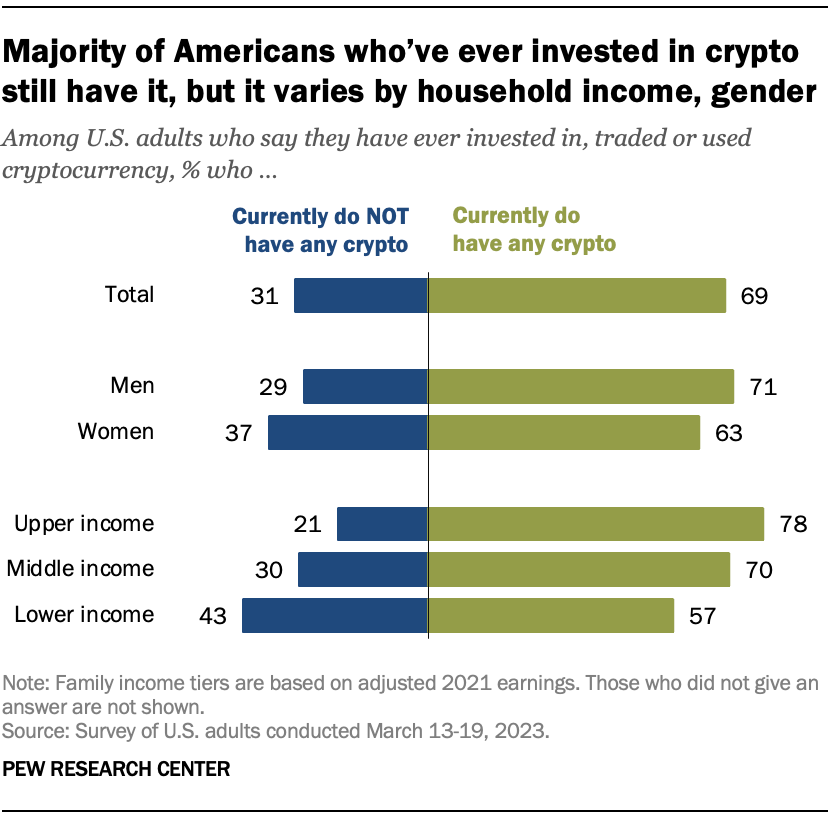 Majority of Americans who’ve ever invested in crypto
still have it, but it varies by household income, gender
Among U.S. adults who say they have ever invested in, traded or used
cryptocurrency, % who ...
Currently do NOT
have any crypto
Currently do
have any crypto
Total 31 69
Men 29 71
Women 37 63
Upper income 21 78
Middle income 30 70
Lower income 43 57
Note: Family income tiers are based on adjusted 2021 earnings. Those who did not give an
answer are not shown.
Source: Survey of U.S. adults conducted March 13-19, 2023.
PEW RESEARCH CENTER